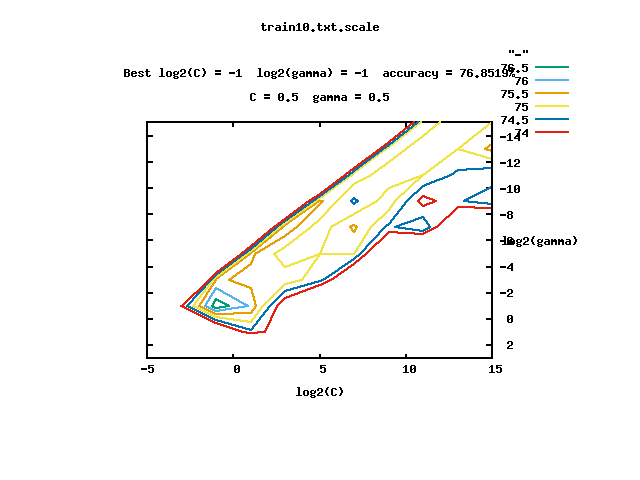 train10.txt.scale
"-"
Best log2(C) = -1  log2(gamma) = -1  accuracy = 76.8519%
C = 0.5  gamma = 0.5
76.5
76
75.5
75
74.5
74
-14
-12
-10
-8
-6
-4
-2
0
2
log2(gamma)
-5 0 5 10 15
log2(C)